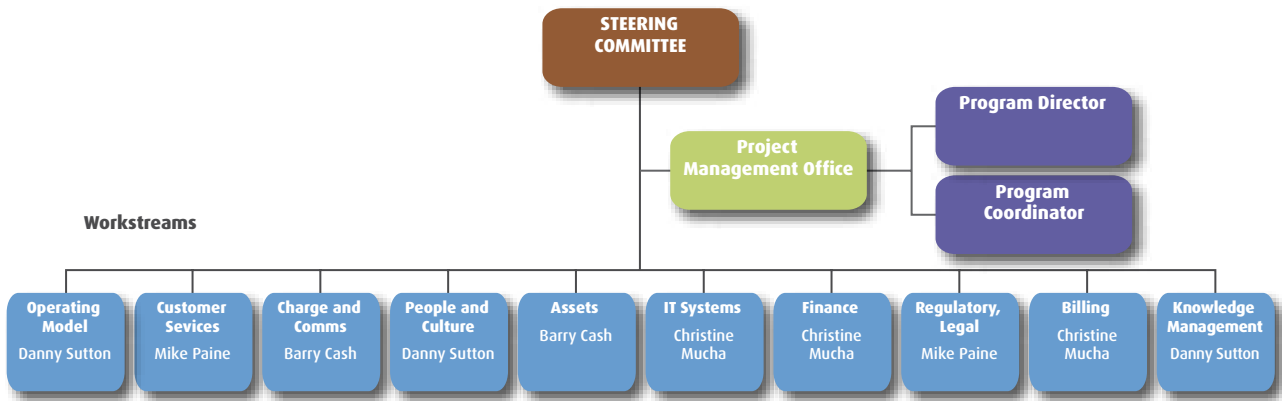 STEERING
COMMITTEE
Program Director
Project
Management Office
Program
Coordinator
Workstreams
Operating
Model
Danny Sutton
Customer
Sevices
Mike Paine
Charge and
Comms
Barry Cash
People and
Culture
Danny Sutton
Assets
Barry Cash
IT Systems
Christine
Mucha
Finance
Christine
Mucha
Regulatory,
Legal
Mike Paine
Billing
Christine
Mucha
Knowledge
Management
Danny Sutton